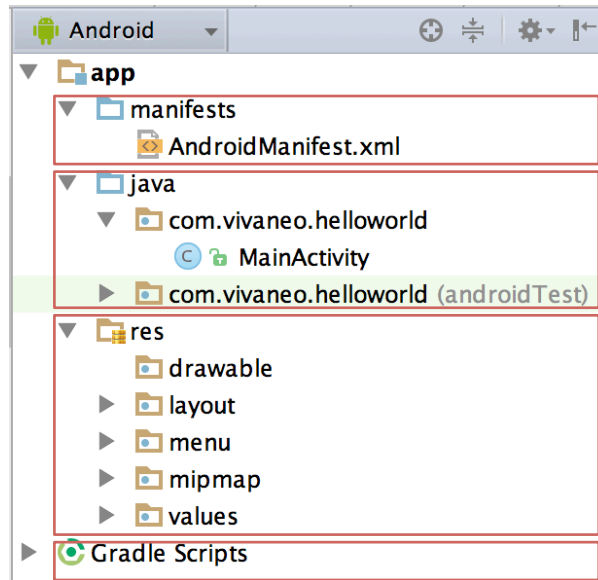 Android
app
manifests
AndroidManifest.xml
java
com.vivaneo.helloworld
C MainActivity
com.vivaneo.helloworld (androidTest)
res
drawable
layout
menu
mipmap
values
Gradle Scripts